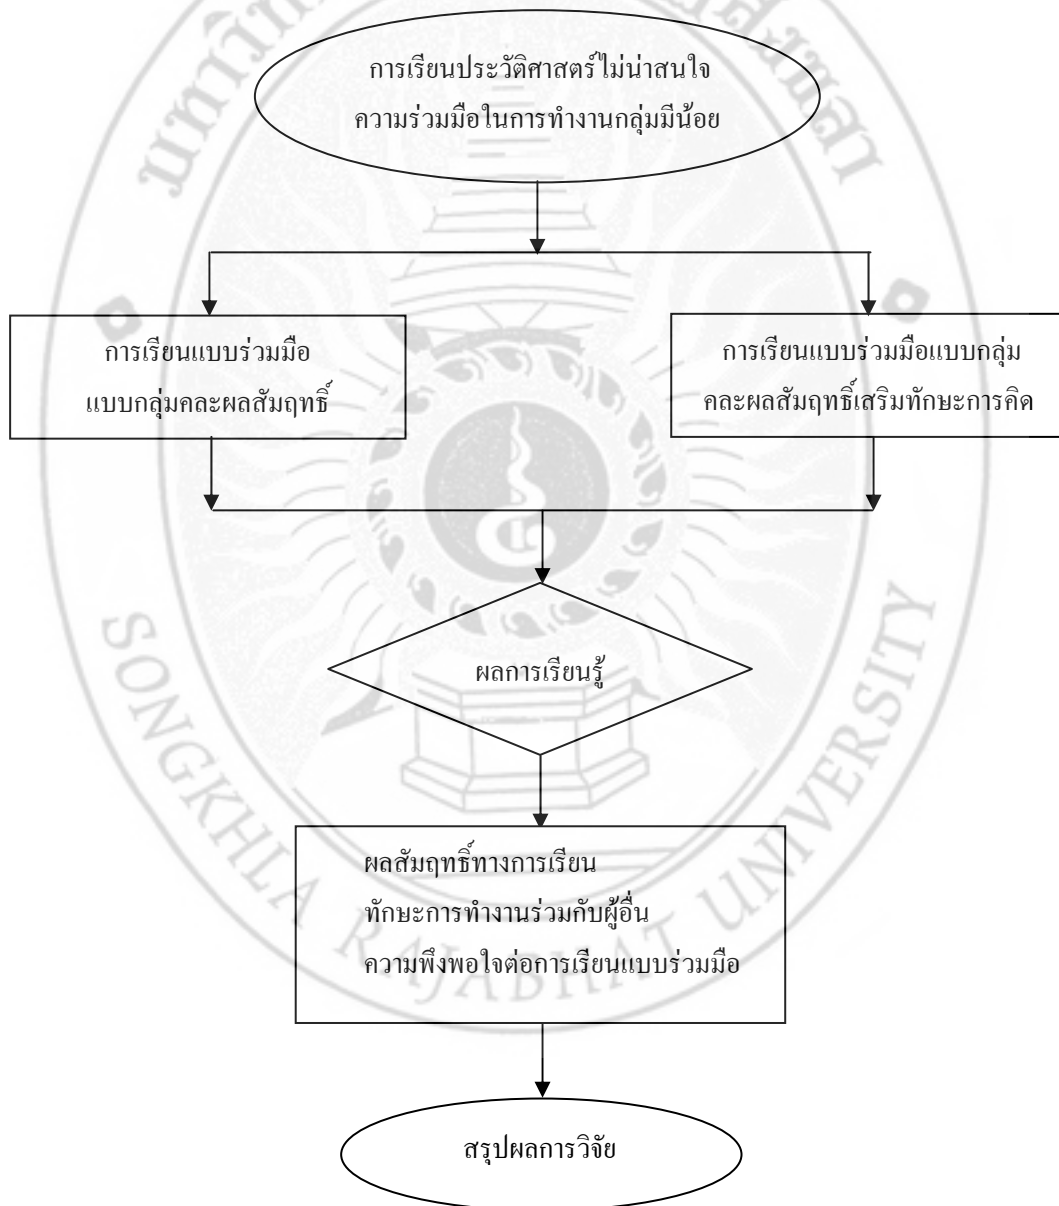 การเรียนประวัติศาสตร์ไม่น่าสนใจ
ความร่วมมือในการทำงานกลุ่มมีน้อย
การเรียนแบบร่วมมือ
แบบกลุ่มคละผลสัมฤทธิ์
การเรียนแบบร่วมมือแบบกลุ่ม
คละผลสัมฤทธิ์เสริมทักษะการคิด
ผลการเรียนรู้
ผลสัมฤทธิ์ทางการเรียน
ทักษะการทำงานร่วมกับผู้อื่น
ความพึงพอใจต่อการเรียนแบบร่วมมือ
สรุปผลการวิจัย
SONGKHLA RAJABHAT UNIVERSITY